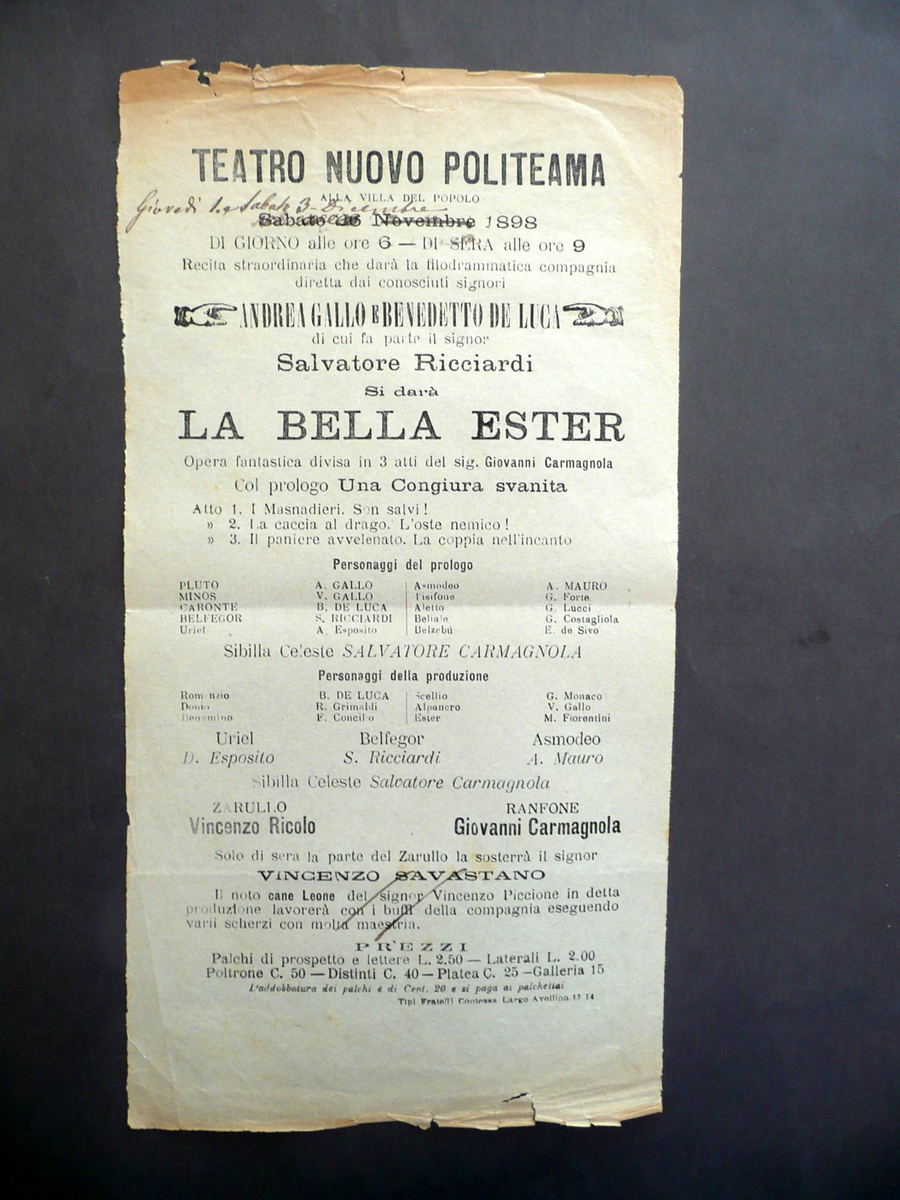 TEATRO NUOVO POLITEAMA
ALLA VILLA DEL POPOLO
Giovedì 1. e Sabato 3 Dicembre
Sabato 26 Novembre 1898
DI GIORNO alle ore 6 — DI SERA alle ore 9
Recita straordinaria che darà la filodrammatica compagnia
diretta dai conosciuti signori
ANDREA GALLO E BENEDETTO DE LUCA
di cui fa parte il signor
Salvatore Ricciardi
Si darà
LA BELLA ESTER
Opera fantastica divisa in 3 atti del sig. Giovanni Carmagnola
Col prologo Una Congiura svanita
Atto 1. I Masnadieri. Son salvi !
» 2. La caccia al drago. L'oste nemico !
» 3. Il paniere avvelenato. La coppia nell'incanto
Personaggi del prologo
PLUTO A. GALLO Asmodeo A. MAURO
MINOS V. GALLO Tisifone G. Forte
CARONTE B. DE LUCA Aletto G. Lucci
BELFEGOR S. RICCIARDI Beliale G. Costagliola
Uriel A. Esposito Belzebù E. de Sivo
Sibilla Celeste SALVATORE CARMAGNOLA
Personaggi della produzione
Romenzio B. DE LUCA Scellio G. Monaco
R. Grimaldi Alpanero V. Gallo
F. Concilio Ester M. Fiorentini
Uriel Belfegor Asmodeo
D. Esposito S. Ricciardi A. Mauro
Sibilla Celeste Salvatore Carmagnola
ZARULLO RANFONE
Vincenzo Ricolo Giovanni Carmagnola
Solo di sera la parte del Zarullo la sosterrà il signor
VINCENZO SAVASTANO
Il noto cane Leone del signor Vincenzo Piccione in detta
produzione lavorerà con i buffi della compagnia eseguendo
varii scherzi con molta maestria.
PREZZI
Palchi di prospetto e lettere L. 2.50 — Laterali L. 2.00
Poltrone C. 50 — Distinti C. 40 — Platea C. 25 — Galleria 15
L'addobbatura dei palchi è di Cent. 20 e si paga ai palchettai
Tipi Fratelli Contessa Largo Avellino 12 14